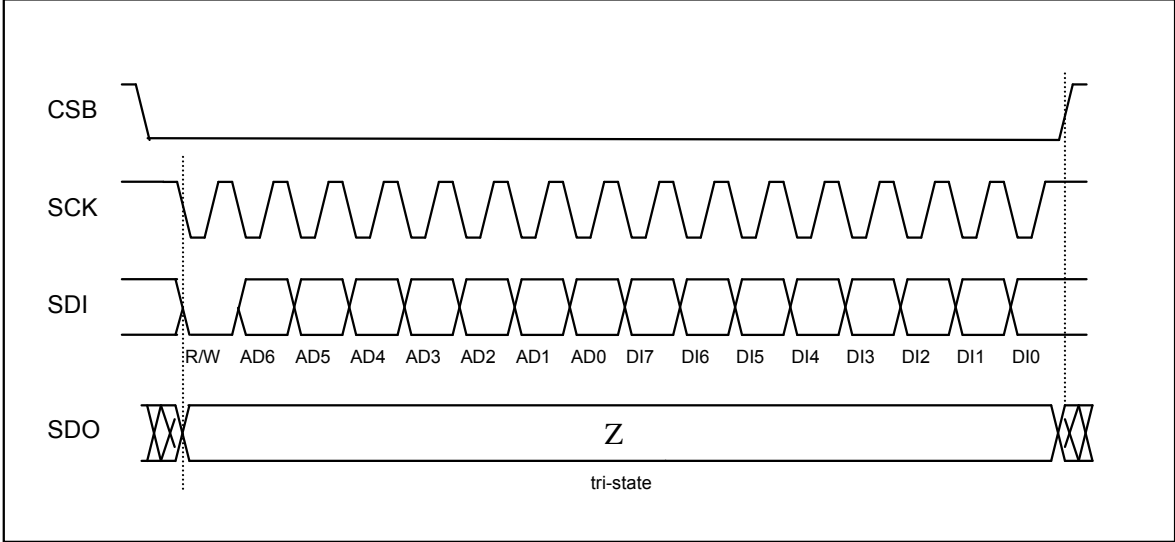 CSB
SCK
SDI
R/W AD6 AD5 AD4 AD3 AD2 AD1 AD0 DI7 DI6 DI5 DI4 DI3 DI2 DI1 DI0
SDO
Z
tri-state